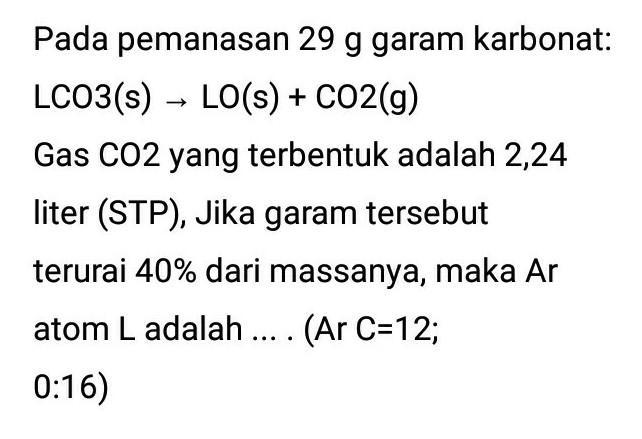 Pada pemanasan 29 g garam karbonat:
LCO3(s) → LO(s) + CO2(g)
Gas CO2 yang terbentuk adalah 2,24
liter (STP), Jika garam tersebut
terurai 40% dari massanya, maka Ar
atom L adalah ... . (Ar C=12;
0:16)